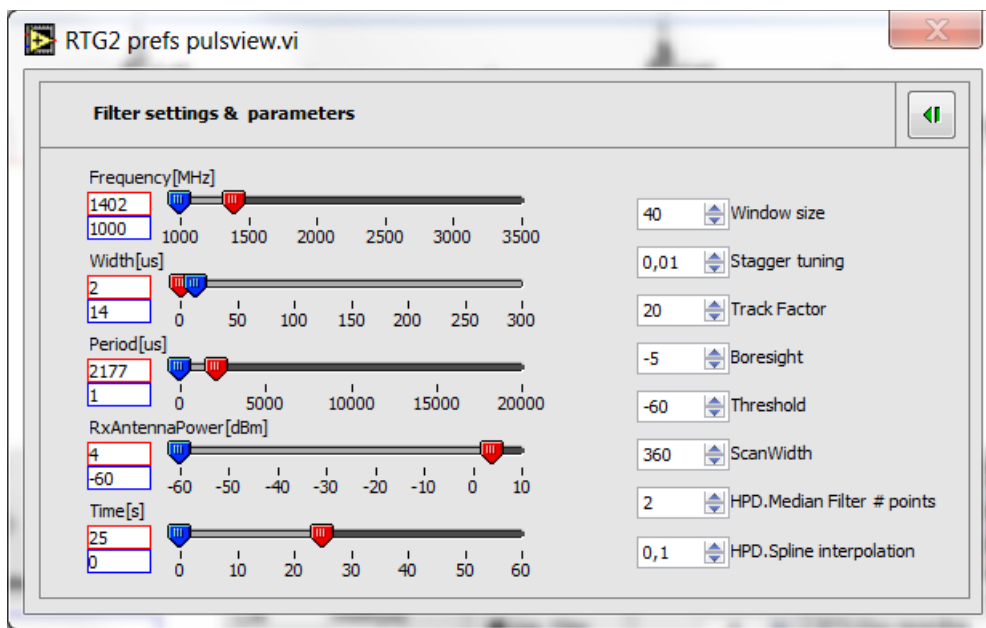 RTG2 prefs pulsview.vi
Filter settings & parameters
Frequency[MHz]
1402
1000
1000 1500 2000 2500 3000 3500
Width[us]
2
14
0 50 100 150 200 250 300
Period[us]
2177
1
0 5000 10000 15000 20000
RxAntennaPower[dBm]
4
-60
-60 -50 -40 -30 -20 -10 0 10
Time[s]
25
0
0 10 20 30 40 50 60
40 Window size
0,01 Stagger tuning
20 Track Factor
-5 Boresight
-60 Threshold
360 ScanWidth
2 HPD.Median Filter # points
0,1 HPD.Spline interpolation